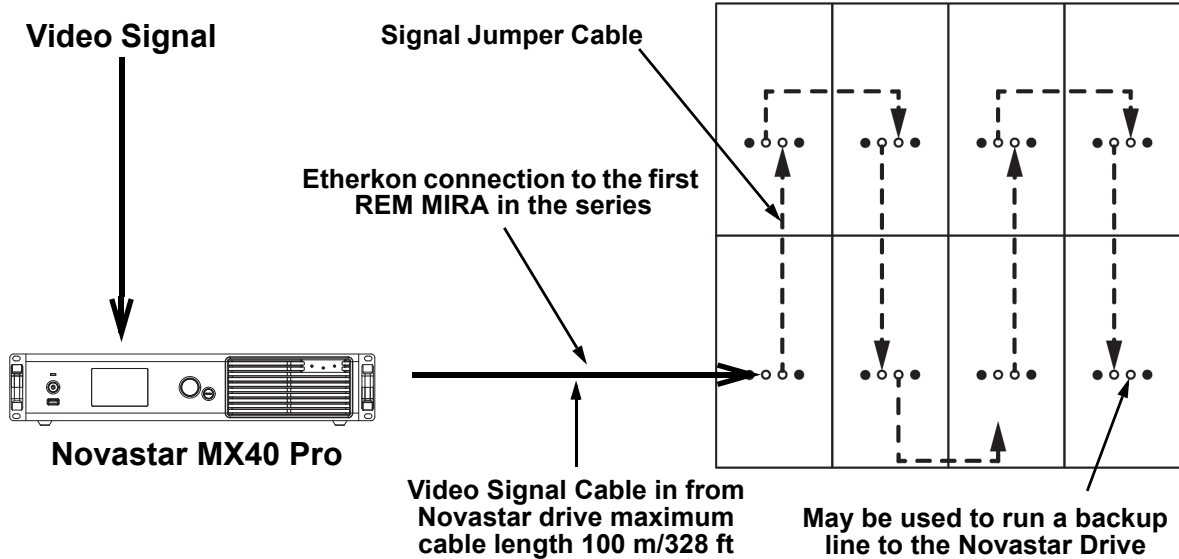 Video Signal
Signal Jumper Cable
Etherkon connection to the first
REM MIRA in the series
Novastar MX40 Pro
Video Signal Cable in from
Novastar drive maximum
cable length 100 m/328 ft
May be used to run a backup
line to the Novastar Drive